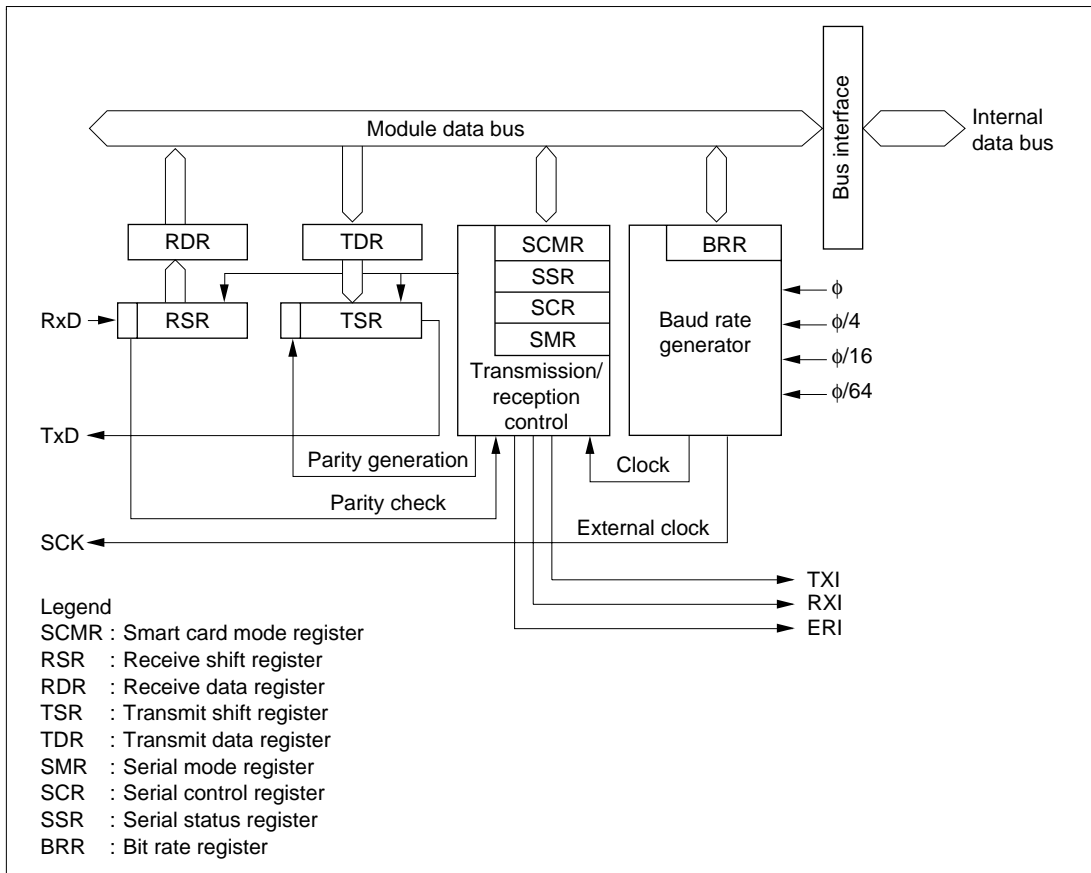 Module data bus
Bus interface
Internal
data bus
RDR
TDR
SCMR
SSR
SCR
SMR
Transmission/
reception
control
BRR
Baud rate
generator
ϕ
ϕ/4
ϕ/16
ϕ/64
RxD
RSR
TSR
TxD
Parity generation
Parity check
Clock
External clock
SCK
TXI
RXI
ERI
Legend
SCMR : Smart card mode register
RSR : Receive shift register
RDR : Receive data register
TSR : Transmit shift register
TDR : Transmit data register
SMR : Serial mode register
SCR : Serial control register
SSR : Serial status register
BRR : Bit rate register